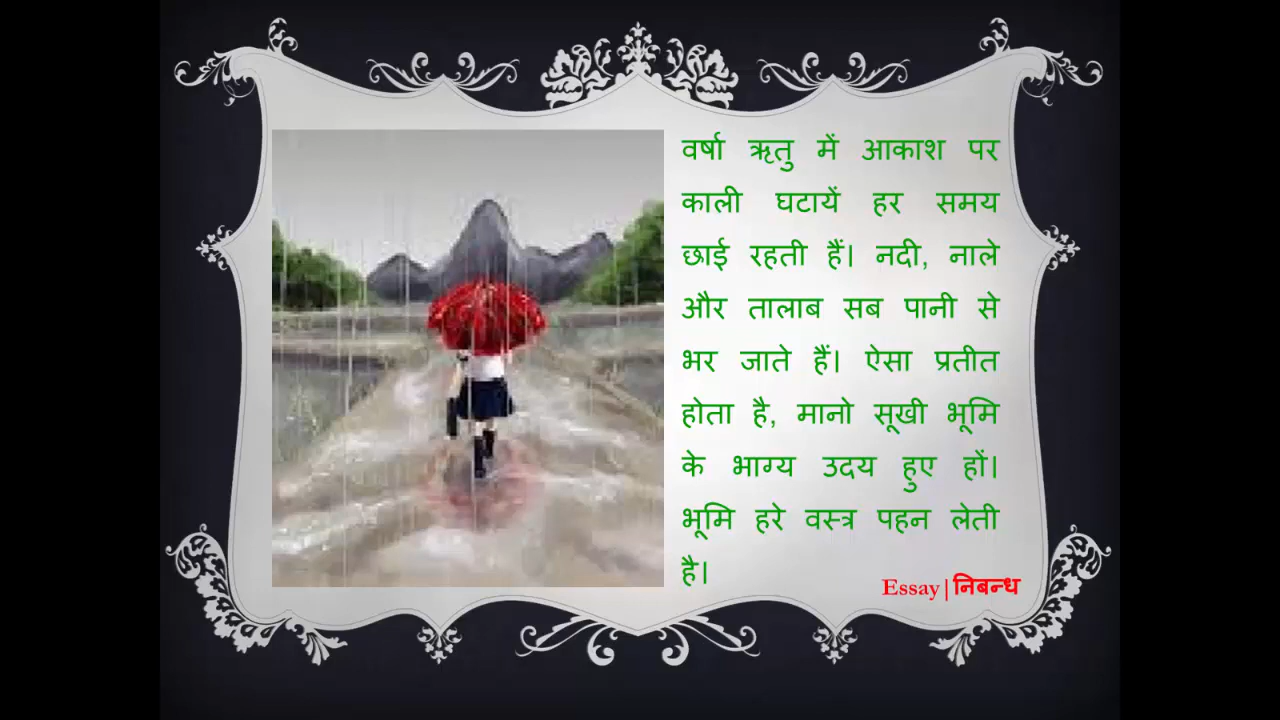 वर्षा ऋतु में आकाश पर
काली घटायें हर समय
छाई रहती हैं। नदी, नाले
और तालाब सब पानी से
भर जाते हैं। ऐसा प्रतीत
होता है, मानो सूखी भूमि
के भाग्य उदय हुए हों।
भूमि हरे वस्त्र पहन लेती
है।
Essay|निबन्ध